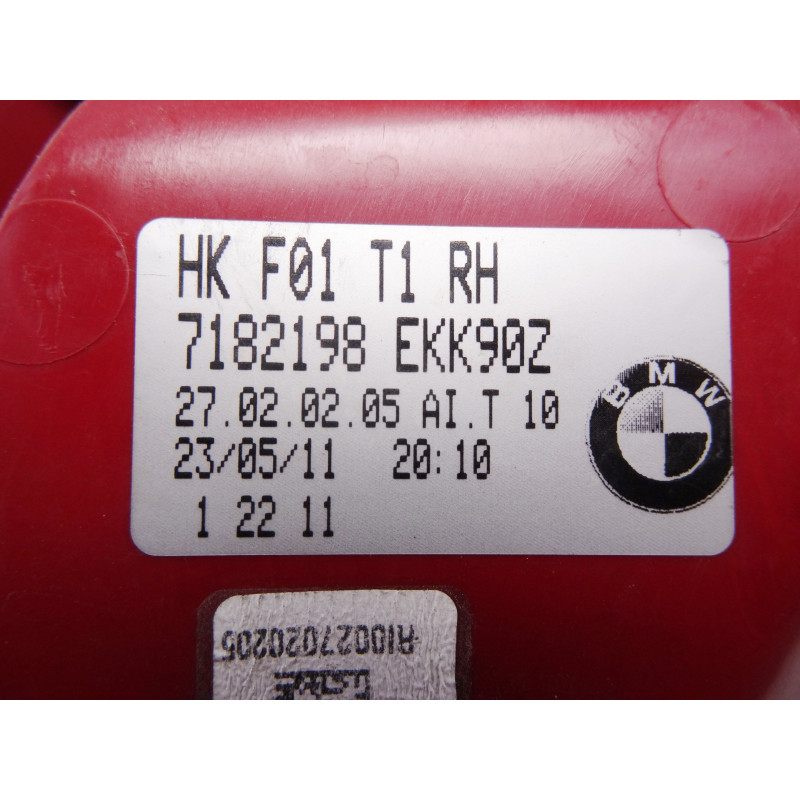 HK F01 T1 RH
7182198 EKK90Z
27.02.02.05 AI.T 10
23/05/11 20:10
1 22 11
BMW
AI0027020205